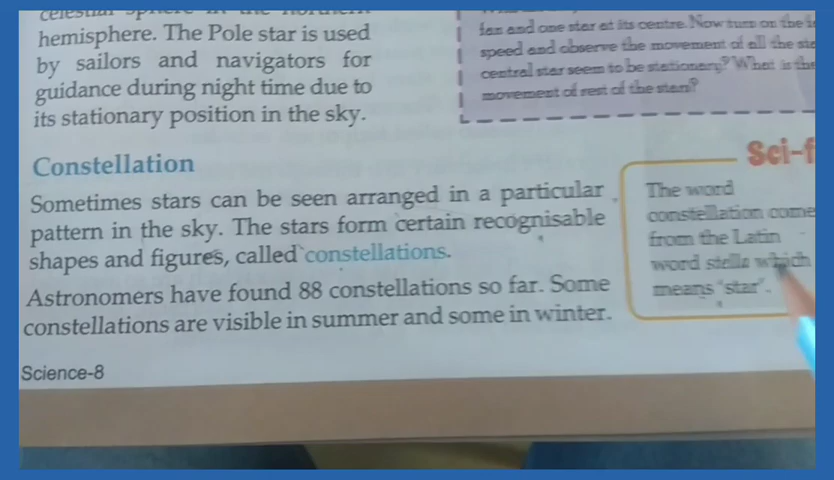 celestial sphere in the northern
hemisphere. The Pole star is used
by sailors and navigators for
guidance during night time due to
its stationary position in the sky.
Constellation
Sometimes stars can be seen arranged in a particular
pattern in the sky. The stars form certain recognisable
shapes and figures, called constellations.
Astronomers have found 88 constellations so far. Some
constellations are visible in summer and some in winter.
Science-8
fan and one star at its centre. Now turn on the
speed and observe the movement of all the
central star seem to be stationary? What is the
movement of rest of the stars?
Sci-f
The word
constellation come
from the Latin
word stella which
means "star".